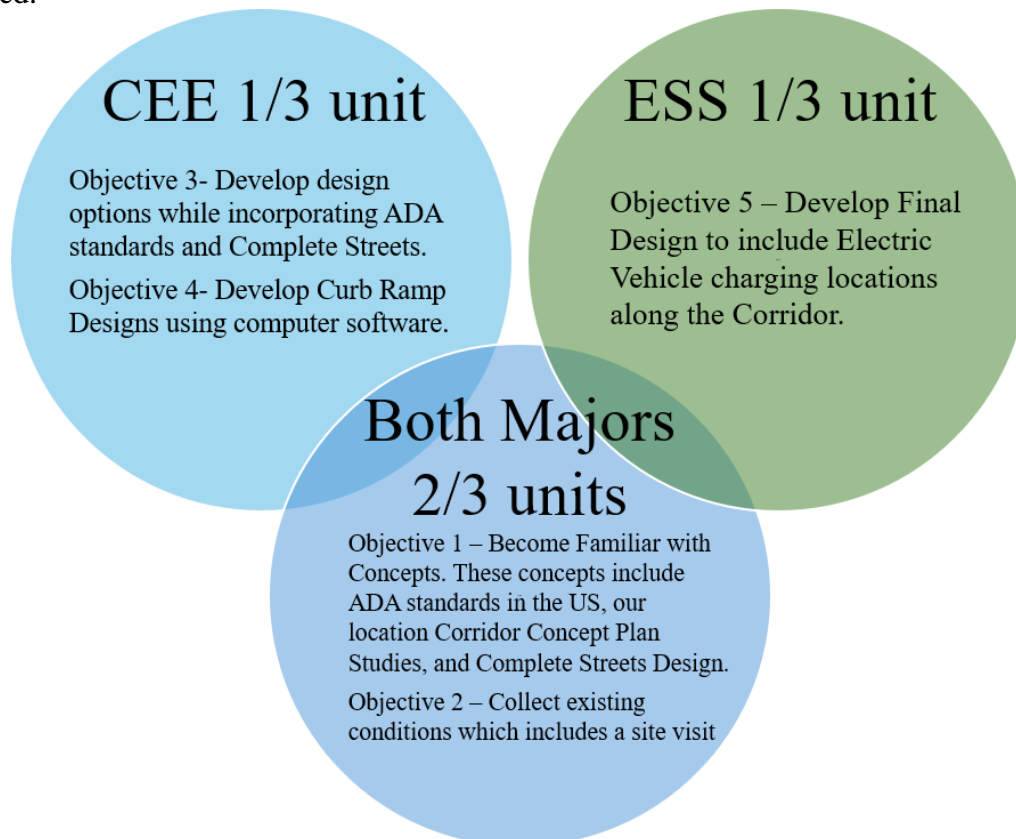 CEE 1/3 unit
Objective 3- Develop design
options while incorporating ADA
standards and Complete Streets.
Objective 4- Develop Curb Ramp
Designs using computer software.
ESS 1/3 unit
Objective 5 – Develop Final
Design to include Electric
Vehicle charging locations
along the Corridor.
Both Majors
2/3 units
Objective 1 – Become Familiar with
Concepts. These concepts include
ADA standards in the US, our
location Corridor Concept Plan
Studies, and Complete Streets Design.
Objective 2 – Collect existing
conditions which includes a site visit